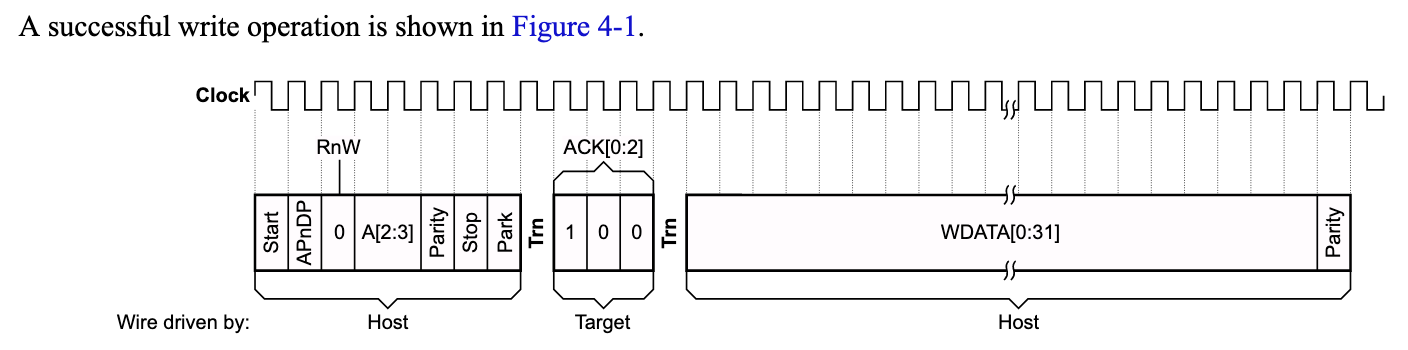 A successful write operation is shown in Figure 4-1.
Clock
RnW
ACK[0:2]
Start APnDP 0 A[2:3] Parity Stop Park Trn 1 0 0 Trn WDATA[0:31] Parity
Wire driven by: Host Target Host